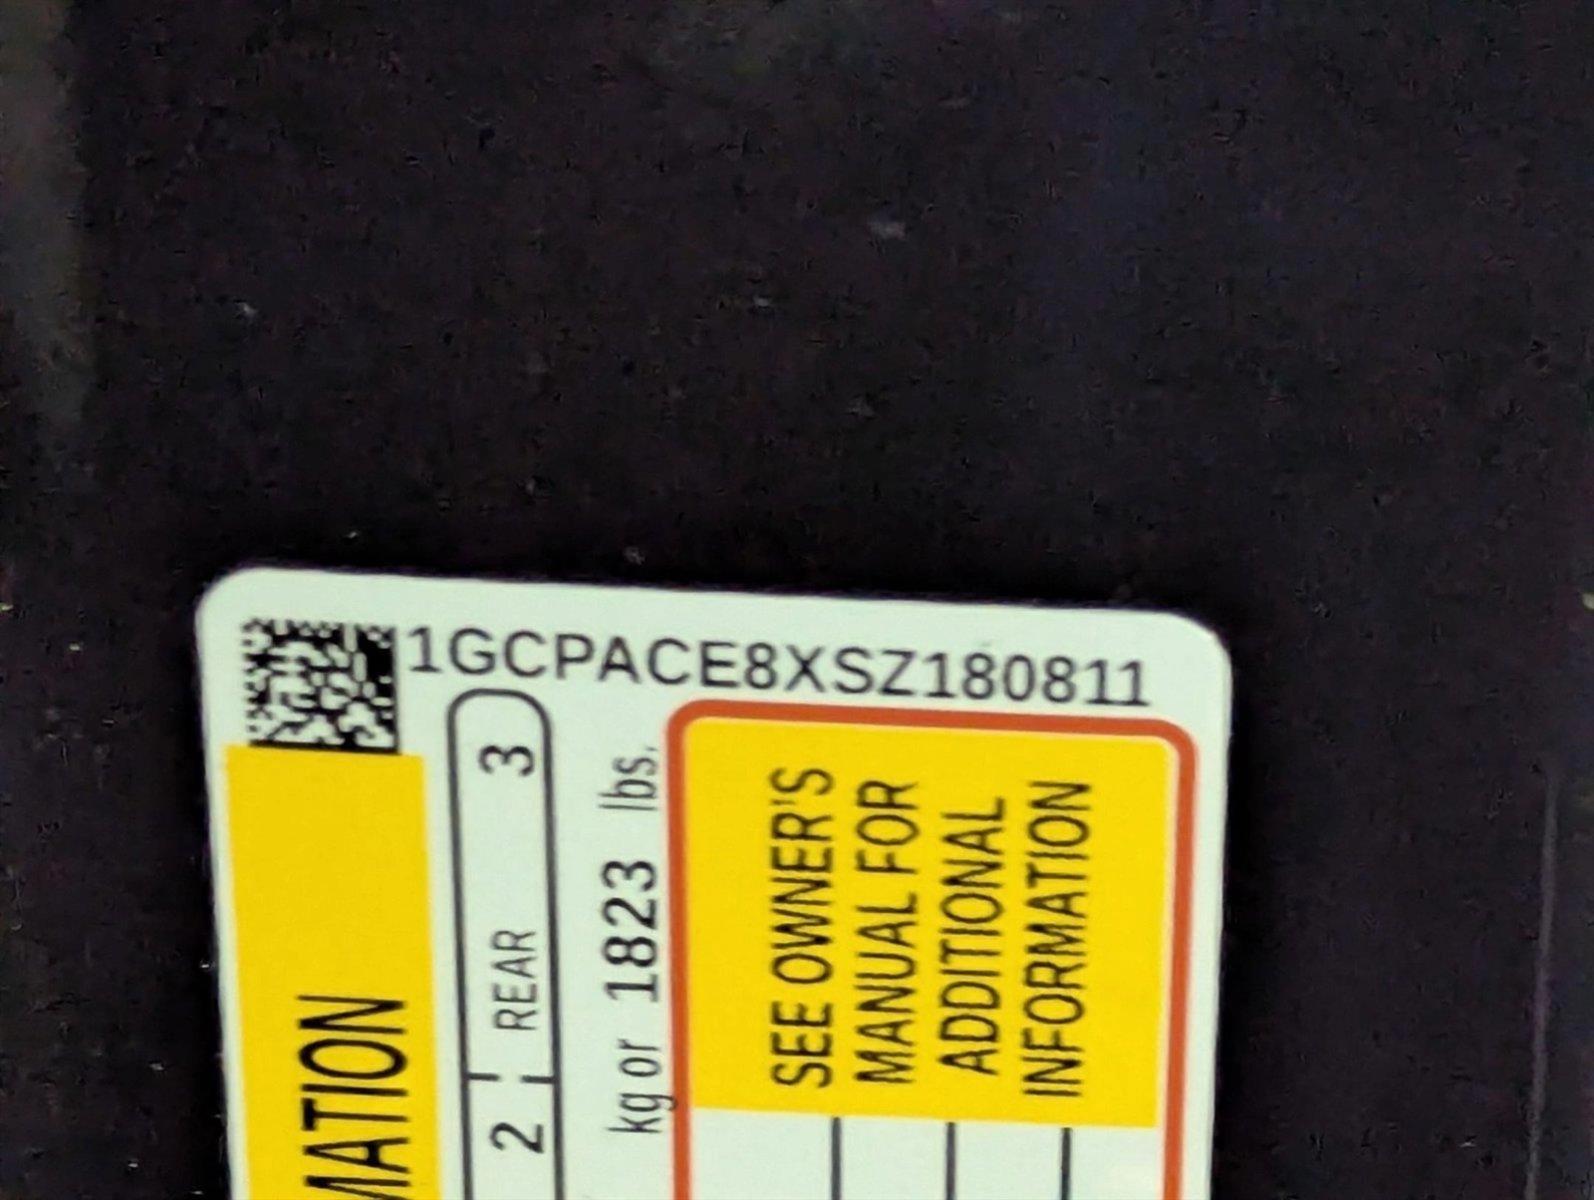 1GCPACE8XSZ180811
MATION
2 REAR 3
kg or 1823 lbs.
SEE OWNER'S
MANUAL FOR
ADDITIONAL
INFORMATION